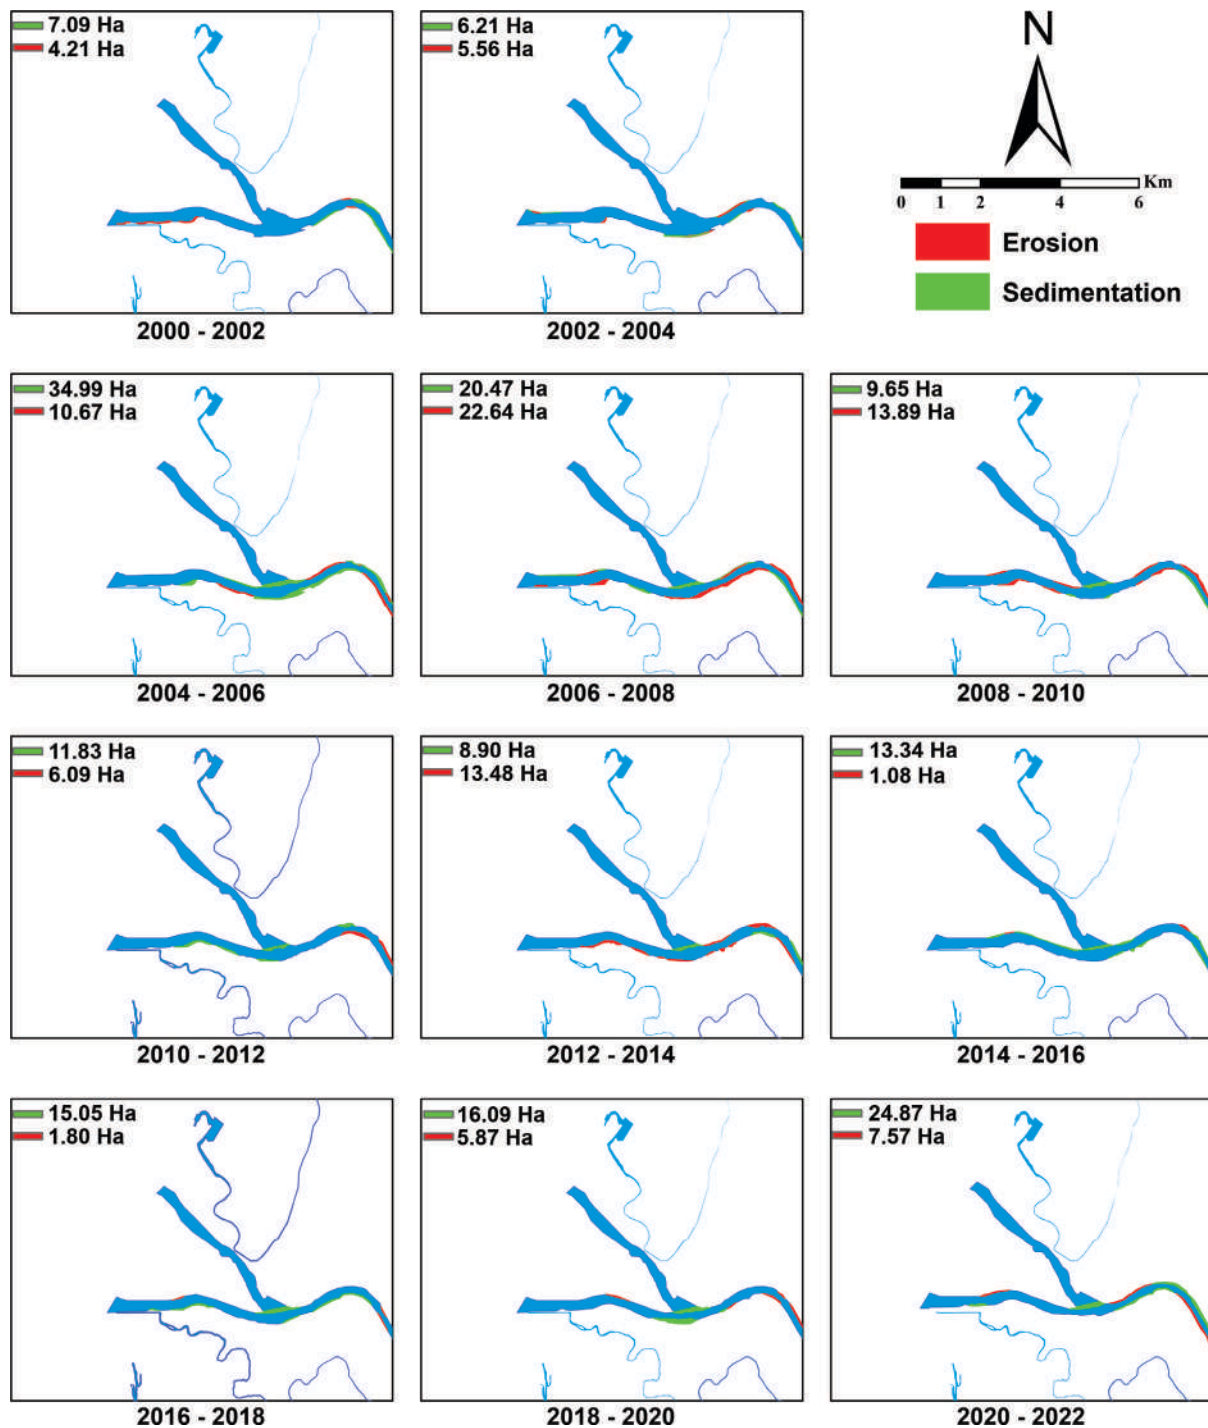 7.09 Ha
4.21 Ha
2000 - 2002
6.21 Ha
5.56 Ha
2002 - 2004
N
Km
0 1 2 4 6
Erosion
Sedimentation
34.99 Ha
10.67 Ha
2004 - 2006
20.47 Ha
22.64 Ha
2006 - 2008
9.65 Ha
13.89 Ha
2008 - 2010
11.83 Ha
6.09 Ha
2010 - 2012
8.90 Ha
13.48 Ha
2012 - 2014
13.34 Ha
1.08 Ha
2014 - 2016
15.05 Ha
1.80 Ha
2016 - 2018
16.09 Ha
5.87 Ha
2018 - 2020
24.87 Ha
7.57 Ha
2020 - 2022